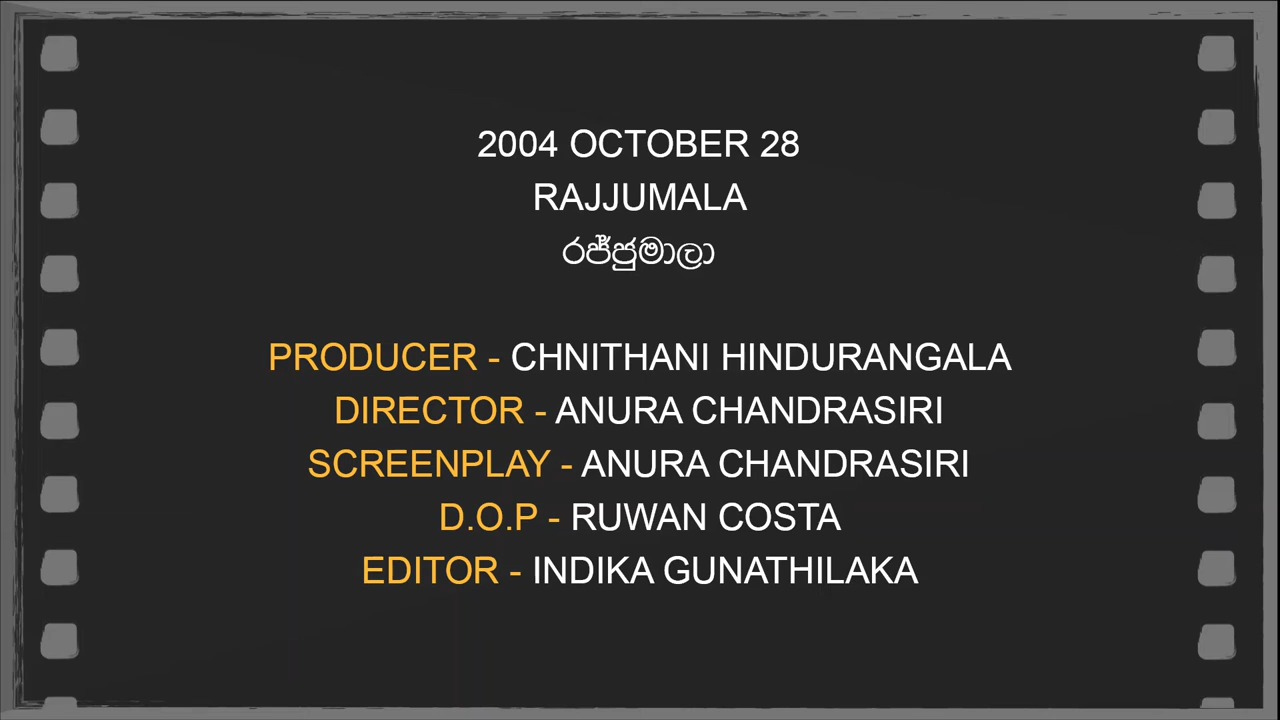 2004 OCTOBER 28
RAJJUMALA
රජ්ජුමාලා
PRODUCER - CHNITHANI HINDURANGALA
DIRECTOR - ANURA CHANDRASIRI
SCREENPLAY - ANURA CHANDRASIRI
D.O.P - RUWAN COSTA
EDITOR - INDIKA GUNATHILAKA